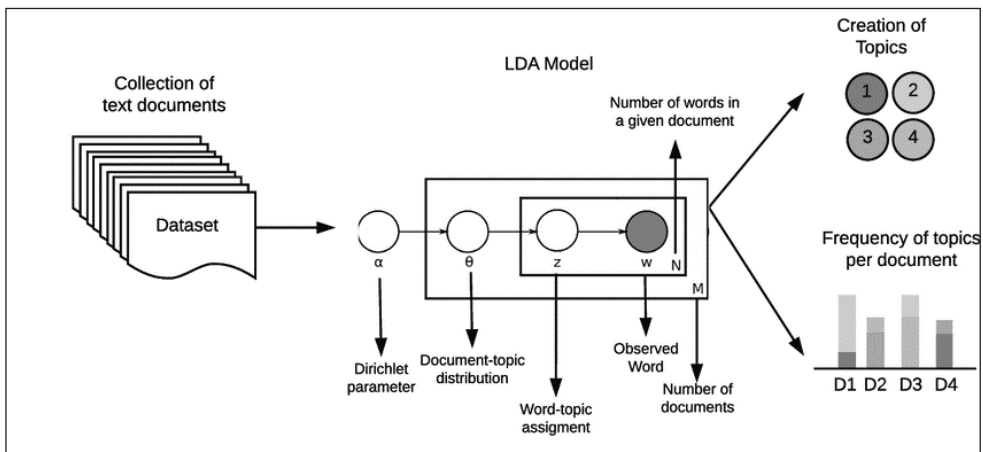 Collection of
text documents
Dataset
LDA Model
Number of words in
a given document
α
θ
z
w
N
M
Dirichlet
parameter
Document-topic
distribution
Word-topic
assigment
Observed
Word
Number of
documents
Creation of
Topics
1
2
3
4
Frequency of topics
per document
D1 D2 D3 D4